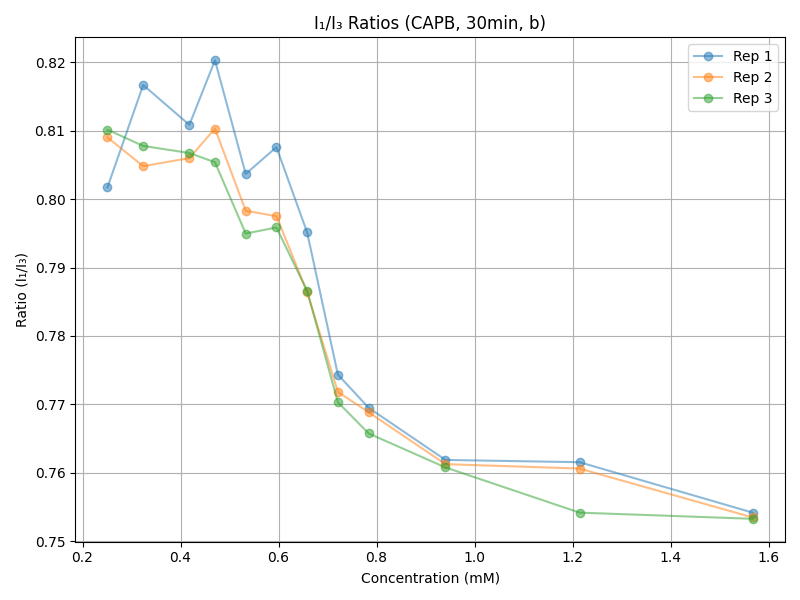 I₁/I₃ Ratios (CAPB, 30min, b)
Rep 1
Rep 2
Rep 3
0.82
0.81
0.80
0.79
0.78
0.77
0.76
0.75
Ratio (I₁/I₃)
0.2 0.4 0.6 0.8 1.0 1.2 1.4 1.6
Concentration (mM)